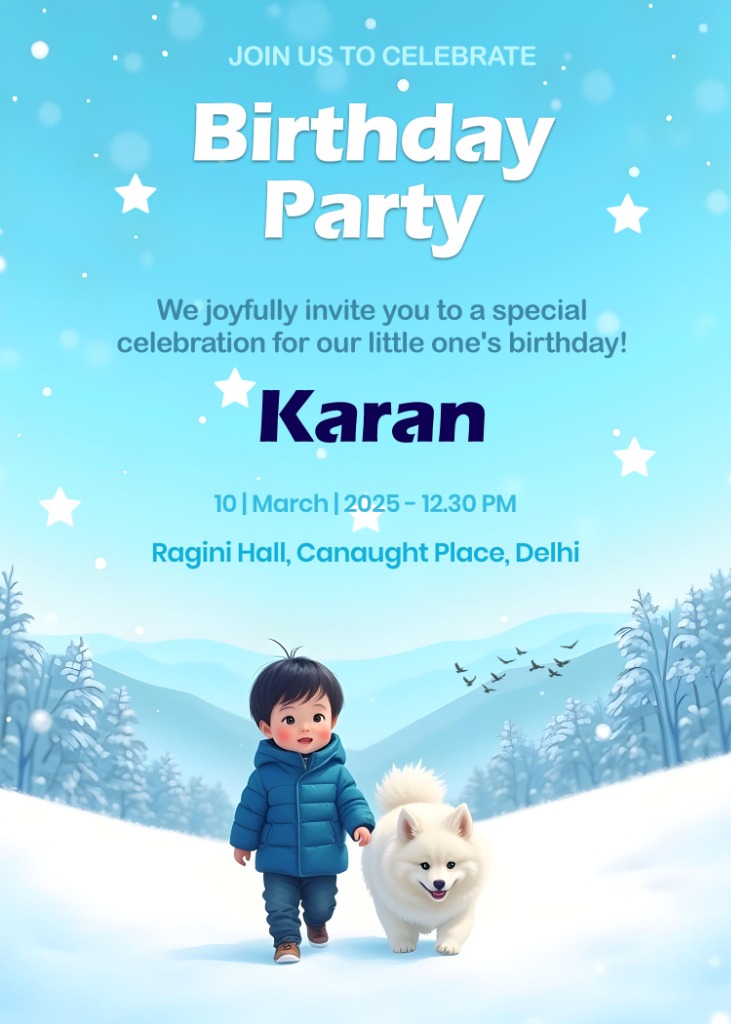 JOIN US TO CELEBRATE
Birthday
Party
We joyfully invite you to a special
celebration for our little one's birthday!
Karan
10 | March | 2025 - 12.30 PM
Ragini Hall, Canaught Place, Delhi